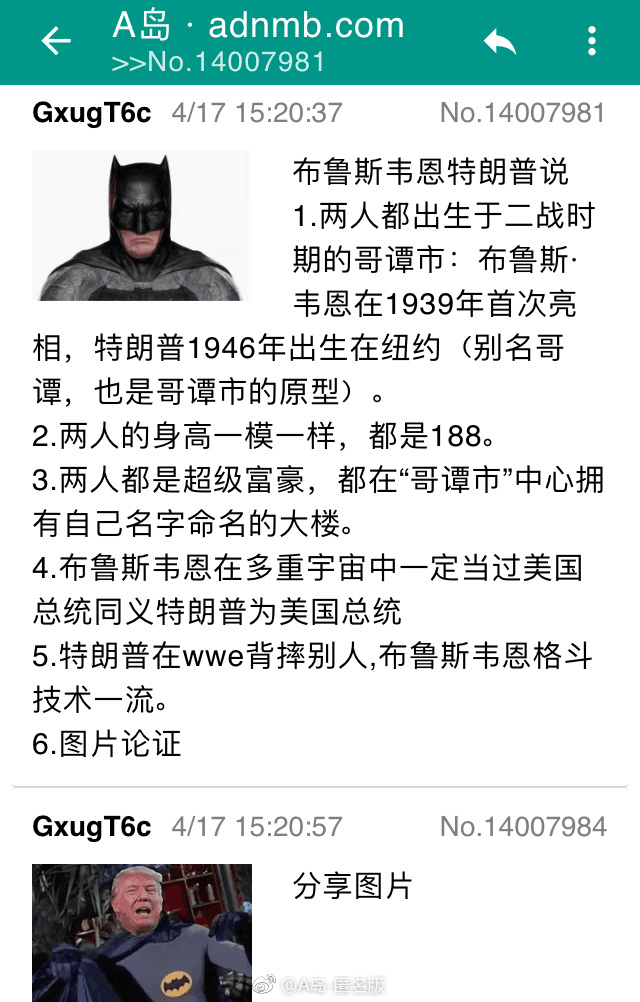 A岛 · adnmb.com
>>No.14007981
GxugT6c 4/17 15:20:37 No.14007981
布鲁斯韦恩特朗普说
1.两人都出生于二战时
期的哥谭市：布鲁斯·
韦恩在1939年首次亮
相，特朗普1946年出生在纽约（别名哥
谭，也是哥谭市的原型）。
2.两人的身高一模一样，都是188。
3.两人都是超级富豪，都在“哥谭市”中心拥
有自己名字命名的大楼。
4.布鲁斯韦恩在多重宇宙中一定当过美国
总统同义特朗普为美国总统
5.特朗普在wwe背摔别人,布鲁斯韦恩格斗
技术一流。
6.图片论证
GxugT6c 4/17 15:20:57 No.14007984
分享图片
@A岛-匿名版